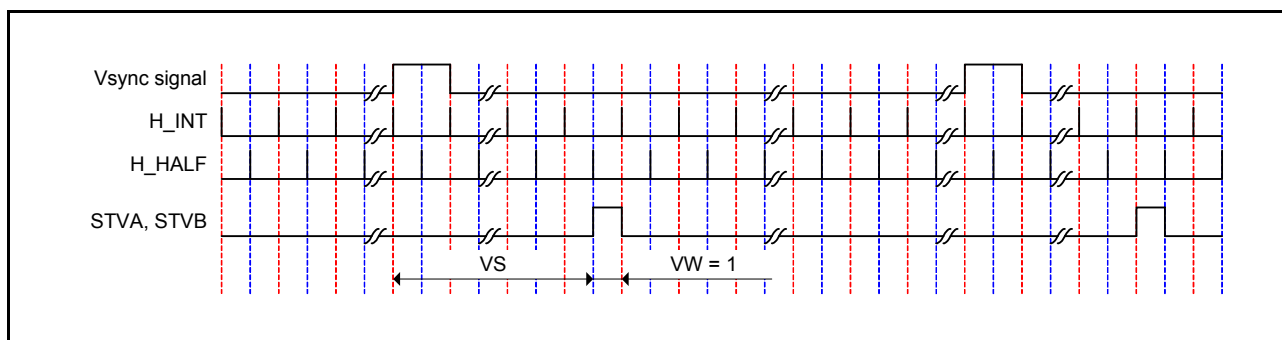 Vsync signal
H_INT
H_HALF
STVA, STVB
VS
VW = 1